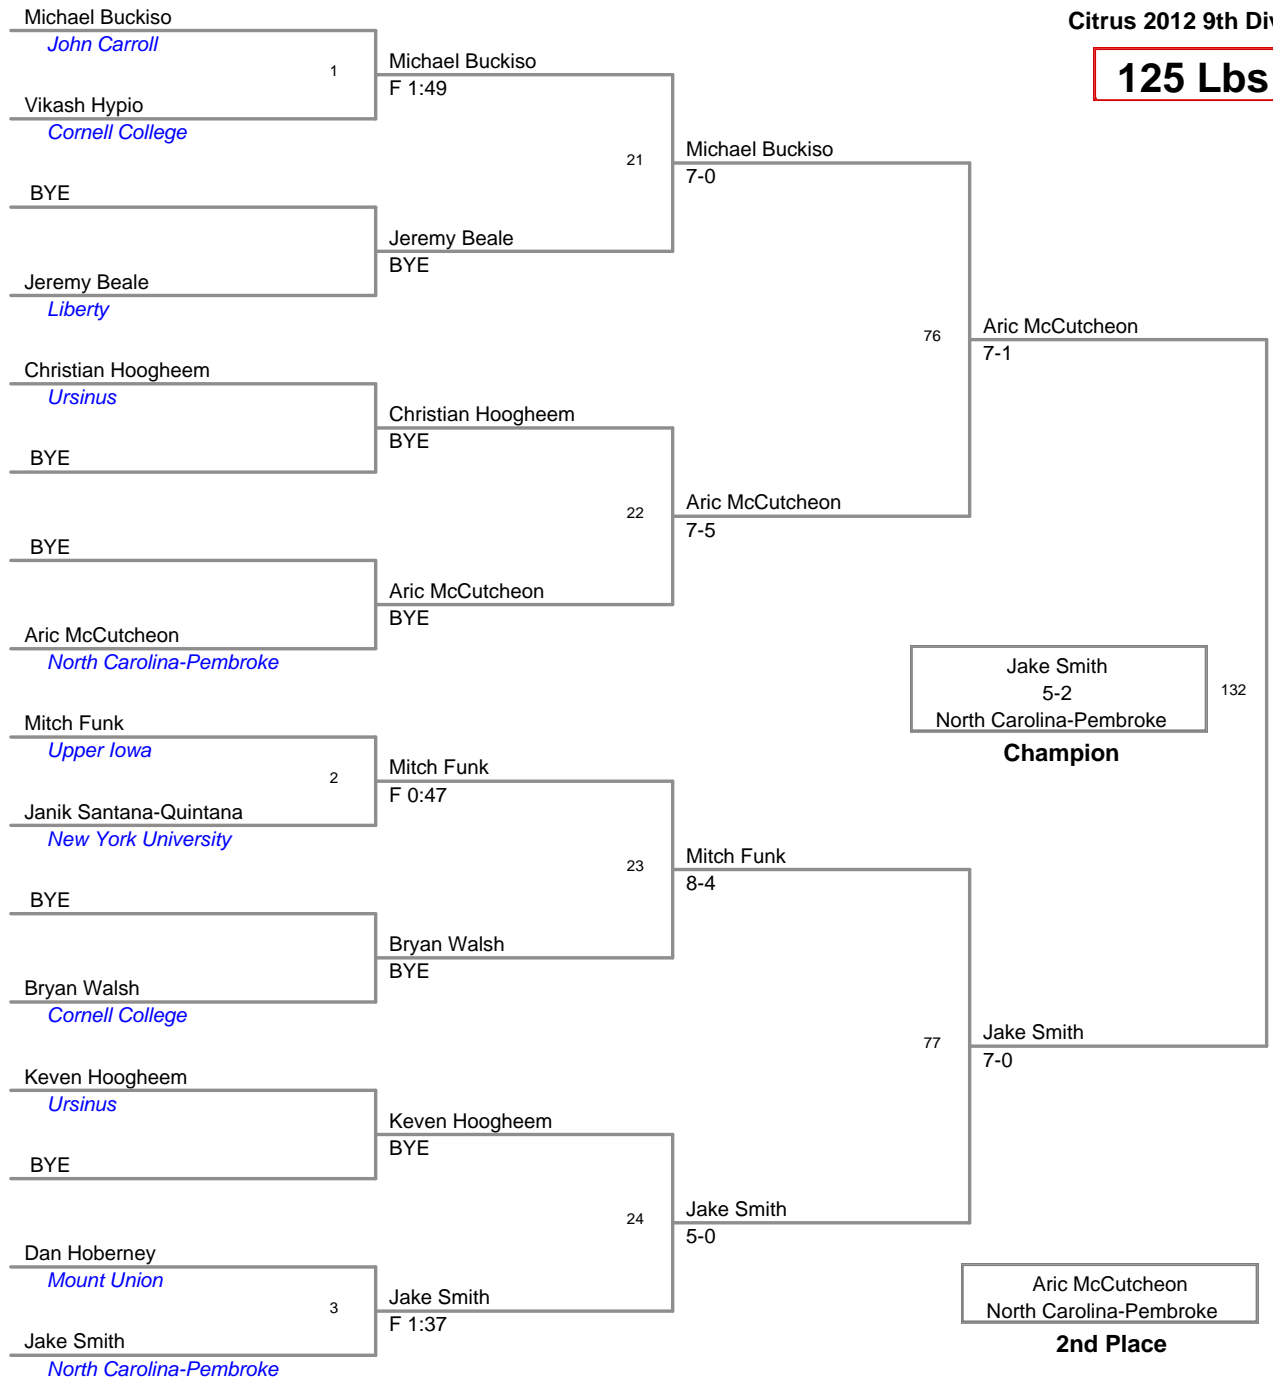 Citrus 2012 9th Div
125 Lbs
Michael Buckiso
John Carroll
1
Vikash Hypio
Cornell College
BYE
Jeremy Beale
Liberty
Christian Hoogheem
Ursinus
BYE
BYE
Aric McCutcheon
North Carolina-Pembroke
Mitch Funk
Upper Iowa
2
Janik Santana-Quintana
New York University
BYE
Bryan Walsh
Cornell College
Keven Hoogheem
Ursinus
BYE
Dan Hoberney
Mount Union
3
Jake Smith
North Carolina-Pembroke
Michael Buckiso
F 1:49
21
Jeremy Beale
BYE
Christian Hoogheem
BYE
22
Aric McCutcheon
BYE
Mitch Funk
F 0:47
23
Bryan Walsh
BYE
Keven Hoogheem
BYE
24
Jake Smith
F 1:37
Michael Buckiso
7-0
76
Aric McCutcheon
7-5
Mitch Funk
8-4
77
Jake Smith
5-0
Aric McCutcheon
7-1
Jake Smith
7-0
Jake Smith
5-2
North Carolina-Pembroke
132
Champion
Aric McCutcheon
North Carolina-Pembroke
2nd Place